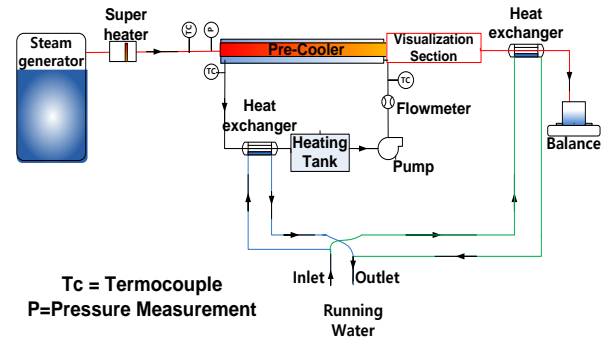 Steam
generator
Super
heater
TC
P
Pre-Cooler
Visualization
Section
Heat
exchanger
TC
TC
Flowmeter
Heat
exchanger
Heating
Tank
Pump
Balance
Inlet
Outlet
Running
Water
Tc = Termocouple
P=Pressure Measurement